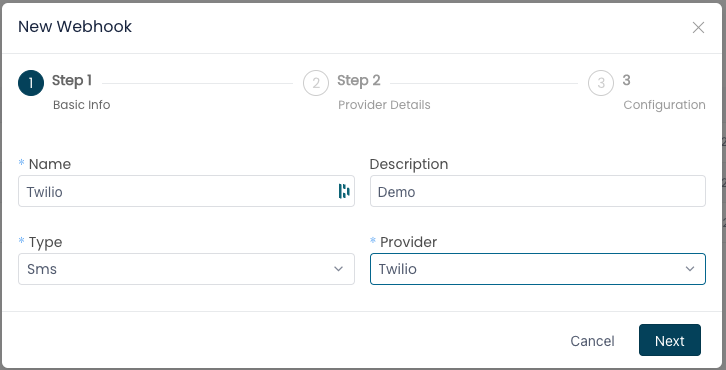 New Webhook
1 Step 1
Basic Info
2 Step 2
Provider Details
3 3
Configuration
* Name
Twilio
Description
Demo
* Type
Sms
* Provider
Twilio
Cancel
Next